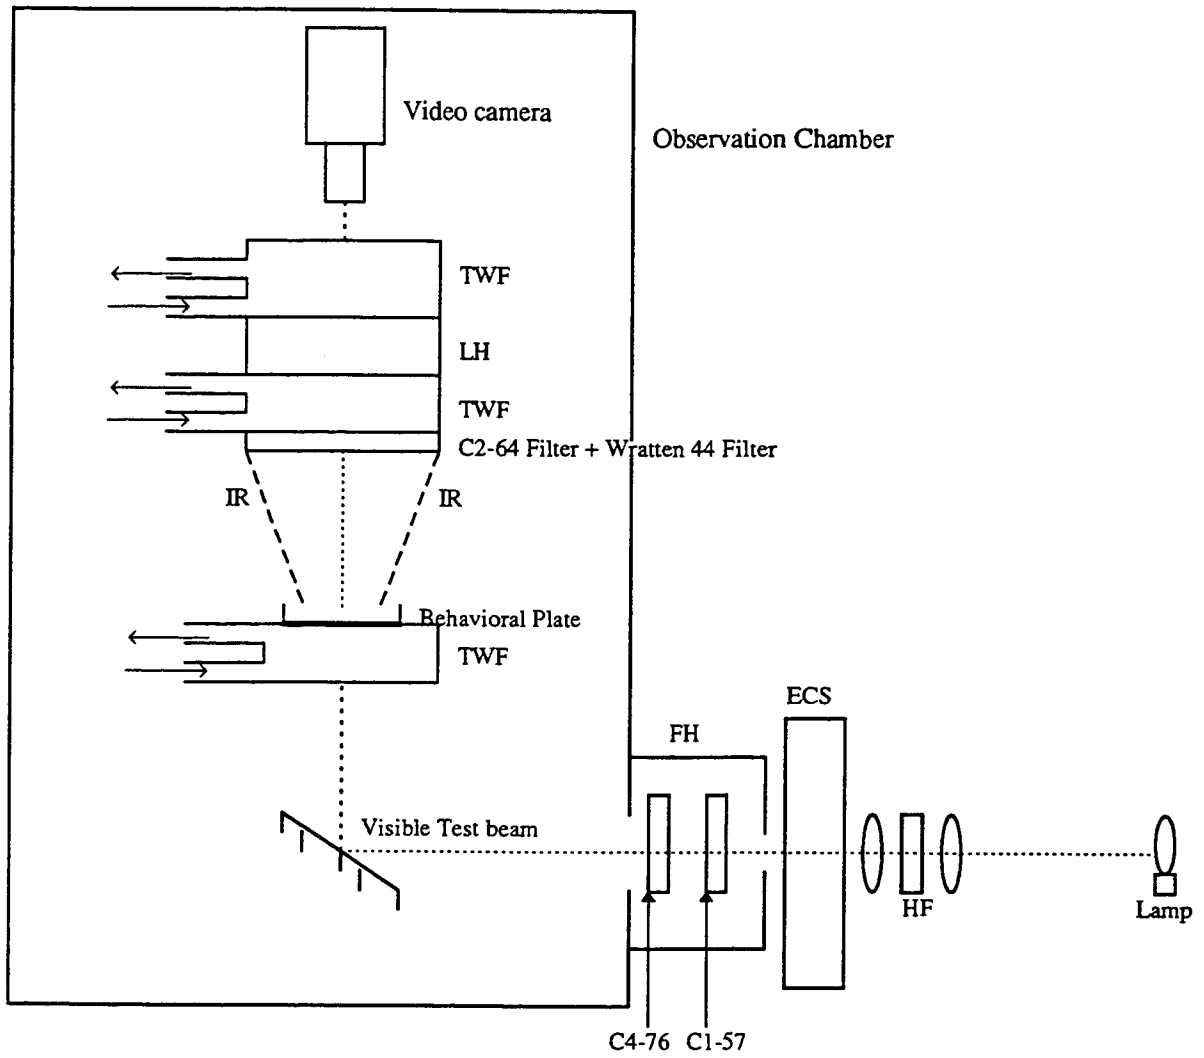 Video camera
Observation Chamber
TWF
LH
TWF
C2-64 Filter + Wratten 44 Filter
IR
IR
Behavioral Plate
TWF
ECS
FH
Visible Test beam
HF
Lamp
C4-76
C1-57